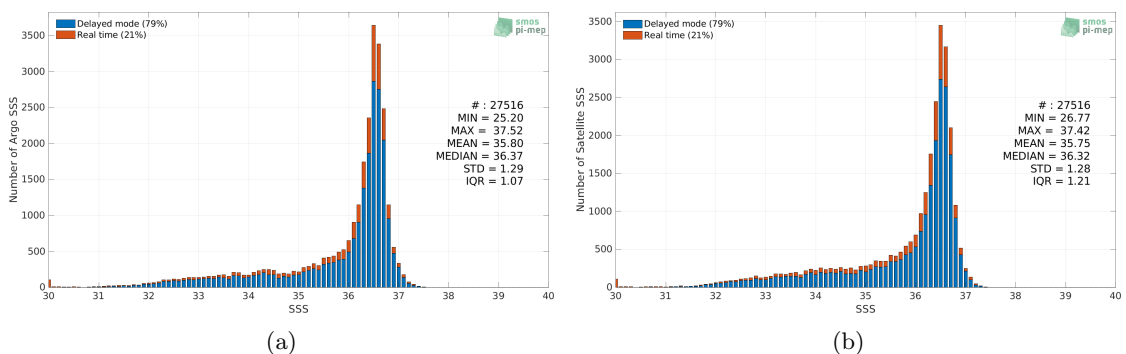 Delayed mode (79%)
Real time (21%)
smos
pi-mep
3500
3000
2500
2000
1500
1000
500
0
Number of Argo SSS
# : 27516
MIN = 25.20
MAX = 37.52
MEAN = 35.80
MEDIAN = 36.37
STD = 1.29
IQR = 1.07
30 31 32 33 34 35 36 37 38 39 40
SSS
(a)
Delayed mode (79%)
Real time (21%)
smos
pi-mep
3500
3000
2500
2000
1500
1000
500
0
Number of Satellite SSS
# : 27516
MIN = 26.77
MAX = 37.42
MEAN = 35.75
MEDIAN = 36.32
STD = 1.28
IQR = 1.21
30 31 32 33 34 35 36 37 38 39 40
SSS
(b)